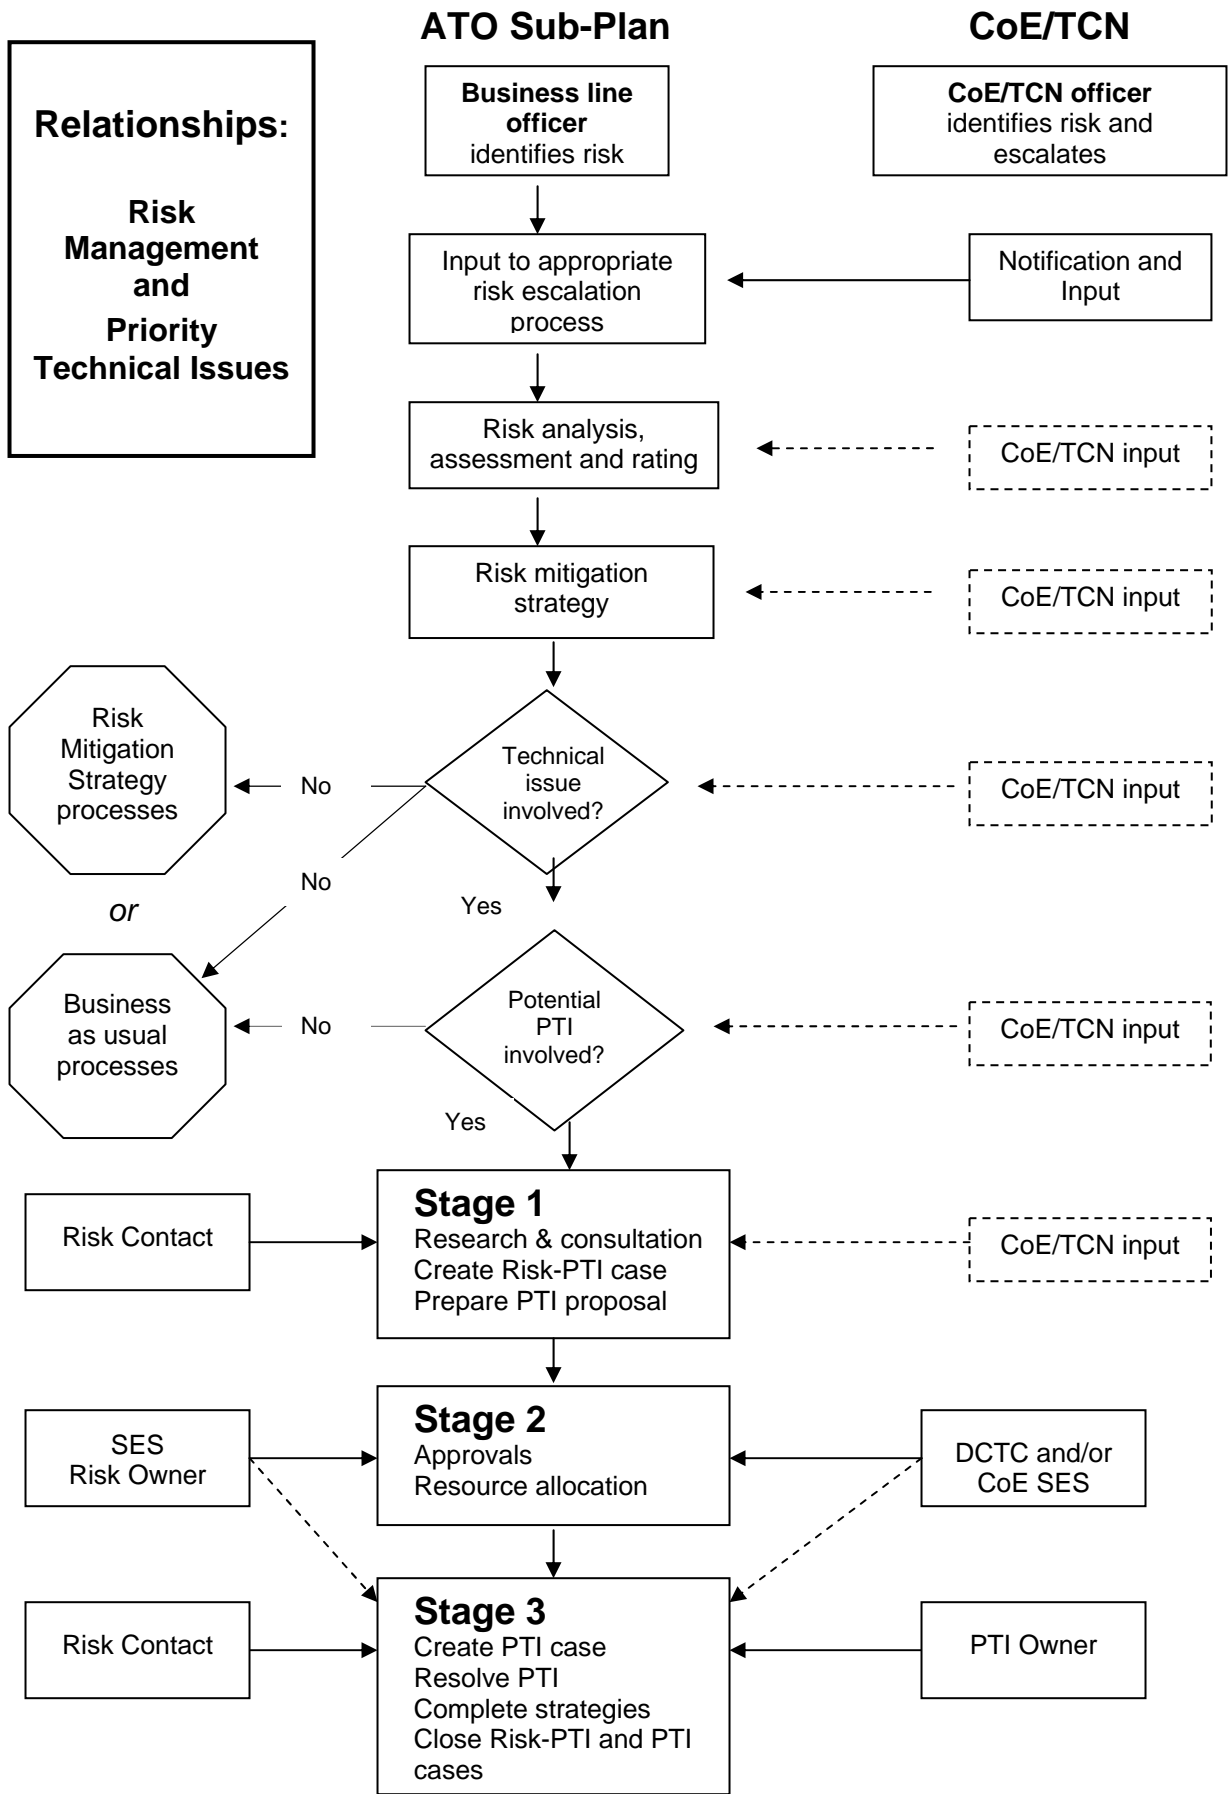 ATO Sub-Plan
CoE/TCN
Relationships:
Risk
Management
and
Priority
Technical Issues
Business line
officer
identifies risk
CoE/TCN officer
identifies risk and
escalates
Input to appropriate
risk escalation
process
Notification and
Input
Risk analysis,
assessment and rating
CoE/TCN input
Risk mitigation
strategy
CoE/TCN input
Risk
Mitigation
Strategy
processes
No
Technical
issue
involved?
CoE/TCN input
No
or
Yes
Business
as usual
processes
No
Potential
PTI
involved?
CoE/TCN input
Yes
Risk Contact
Stage 1
Research & consultation
Create Risk-PTI case
Prepare PTI proposal
CoE/TCN input
SES
Risk Owner
Stage 2
Approvals
Resource allocation
DCTC and/or
CoE SES
Risk Contact
Stage 3
Create PTI case
Resolve PTI
Complete strategies
Close Risk-PTI and PTI
cases
PTI Owner